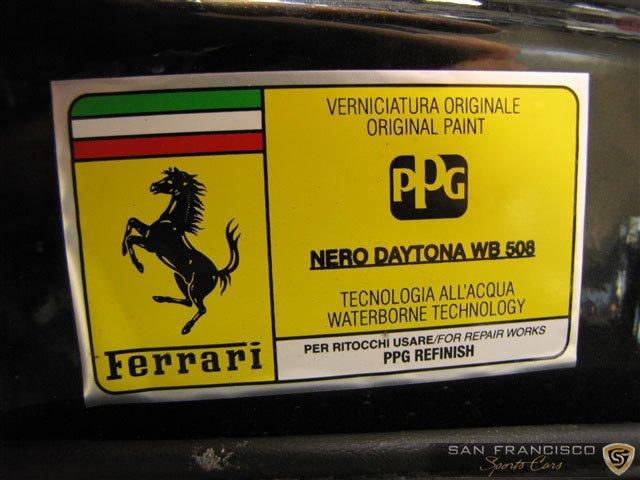 VERNICIATURA ORIGINALE
ORIGINAL PAINT
PPG
NERO DAYTONA WB 508
TECNOLOGIA ALL'ACQUA
WATERBORNE TECHNOLOGY
Ferrari
PER RITOCCHI USARE/FOR REPAIR WORKS
PPG REFINISH
SAN FRANCISCO
Sports Cars